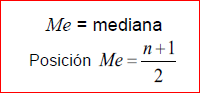 Me = mediana
Posición Me = n+1/2